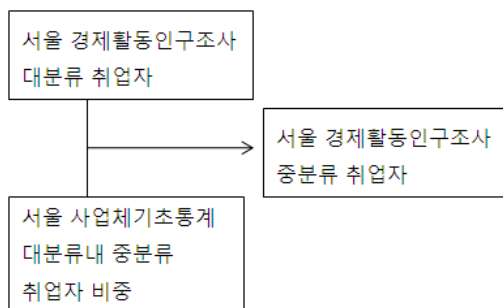 서울 경제활동인구조사
대분류 취업자
서울 경제활동인구조사
중분류 취업자
서울 사업체기초통계
대분류내 중분류
취업자 비중